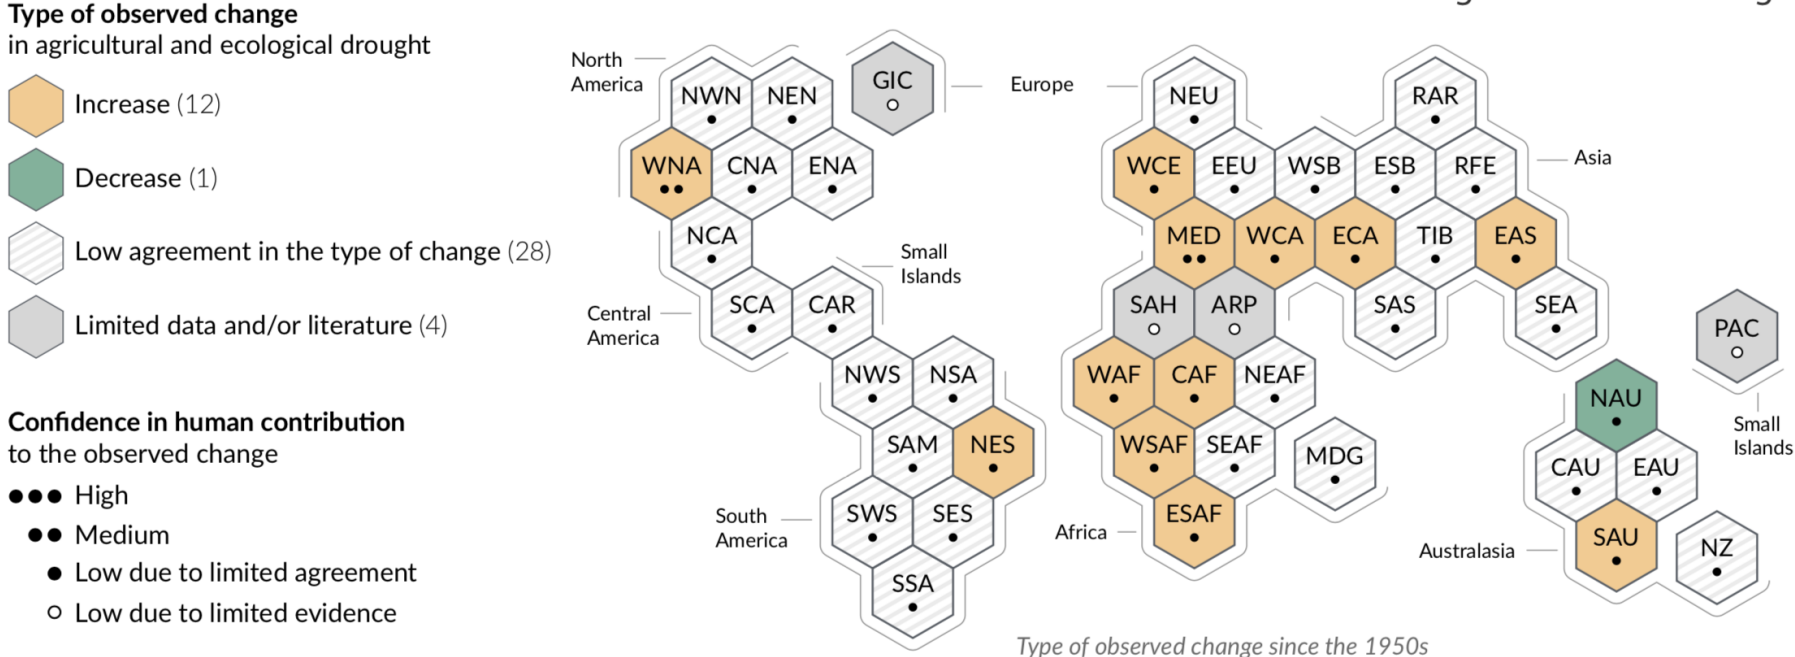 Type of observed change
in agricultural and ecological drought
Increase (12)
Decrease (1)
Low agreement in the type of change (28)
Limited data and/or literature (4)
Confidence in human contribution
to the observed change
●●● High
●● Medium
● Low due to limited agreement
○ Low due to limited evidence
North
America
NWN
NEN
GIC
WNA
CNA
ENA
NCA
Small
Islands
Central
America
SCA
CAR
NWS
NSA
SAM
NES
South
America
SWS
SES
SSA
Europe
NEU
RAR
WCE
EEU
WSB
ESB
RFE
Asia
MED
WCA
ECA
TIB
EAS
SAH
ARP
SAS
SEA
WAF
CAF
NEAF
WSAF
SEAF
MDG
Africa
ESAF
PAC
Small
Islands
NAU
CAU
EAU
Australasia
SAU
NZ
Type of observed change since the 1950s